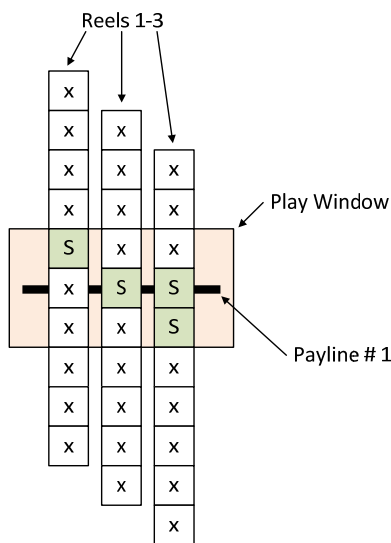 Reels 1-3
x
x x
x x x
Play Window
x x x
S x x
x S S
x x S
Payline # 1
x x x
x x x
x x x
x x
x